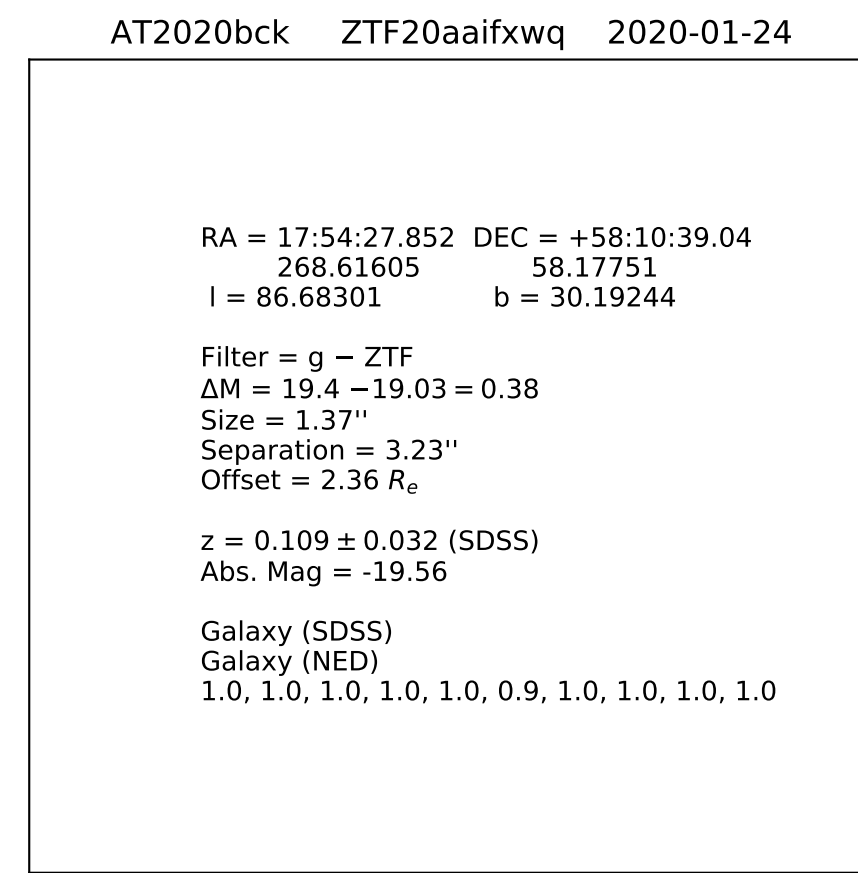 AT2020bck ZTF20aaifxwq 2020-01-24
RA = 17:54:27.852 DEC = +58:10:39.04
268.61605 58.17751
l = 86.68301 b = 30.19244
Filter = g − ZTF
ΔM = 19.4 −19.03 = 0.38
Size = 1.37''
Separation = 3.23''
Offset = 2.36 Re
z = 0.109 ± 0.032 (SDSS)
Abs. Mag = -19.56
Galaxy (SDSS)
Galaxy (NED)
1.0, 1.0, 1.0, 1.0, 1.0, 0.9, 1.0, 1.0, 1.0, 1.0